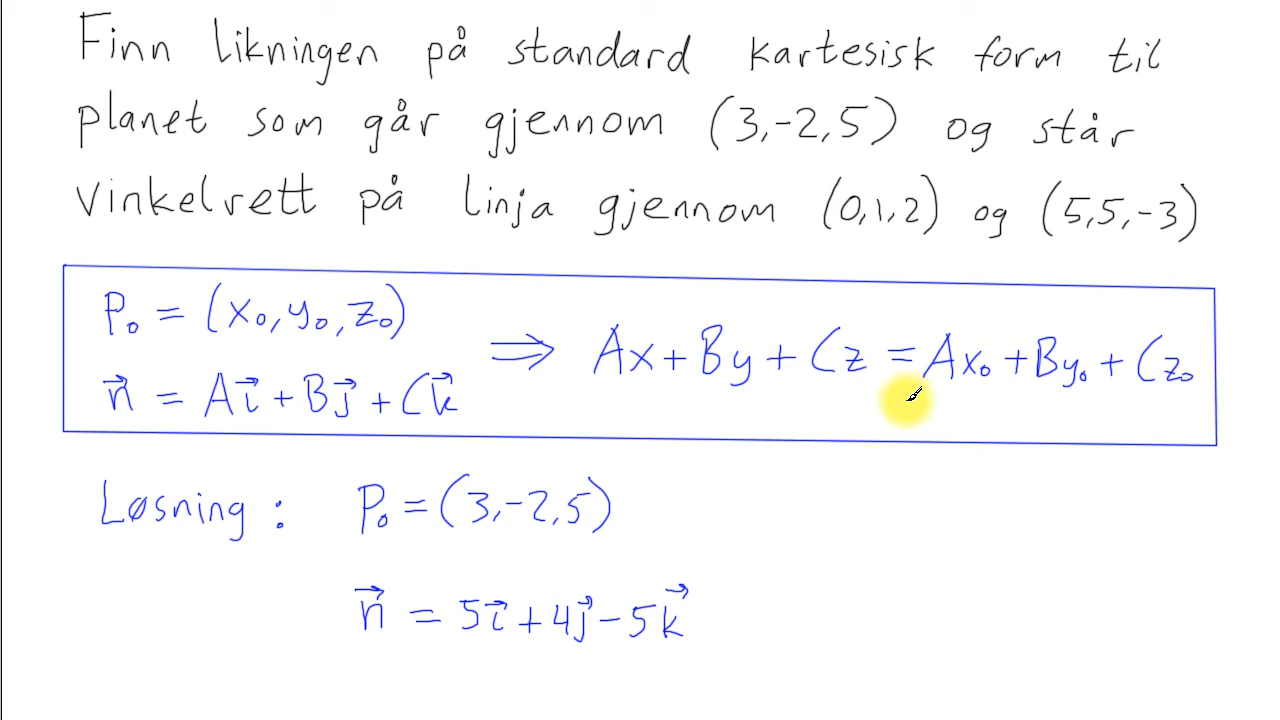 Finn likningen på standard kartesisk form til
planet som går gjennom (3,-2,5) og står
vinkelrett på linja gjennom (0,1,2) og (5,5,-3)
P₀ = (x₀, y₀, z₀)
n⃗ = Ai⃗ + Bj⃗ + Ck⃗
⇒ Ax + By + Cz = Ax₀ + By₀ + Cz₀
Løsning : P₀ = (3,-2,5)
n⃗ = 5i⃗ + 4j⃗ - 5k⃗